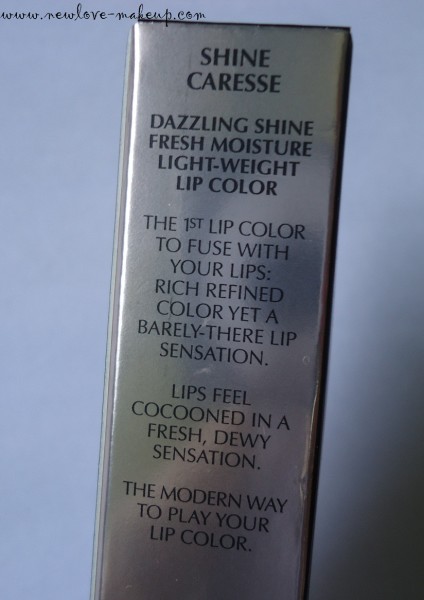 www.newlove-makeup.com
SHINE
CARESSE
DAZZLING SHINE
FRESH MOISTURE
LIGHT-WEIGHT
LIP COLOR
THE 1ST LIP COLOR
TO FUSE WITH
YOUR LIPS:
RICH REFINED
COLOR YET A
BARELY-THERE LIP
SENSATION.
LIPS FEEL
COCOONED IN A
FRESH, DEWY
SENSATION.
THE MODERN WAY
TO PLAY YOUR
LIP COLOR.